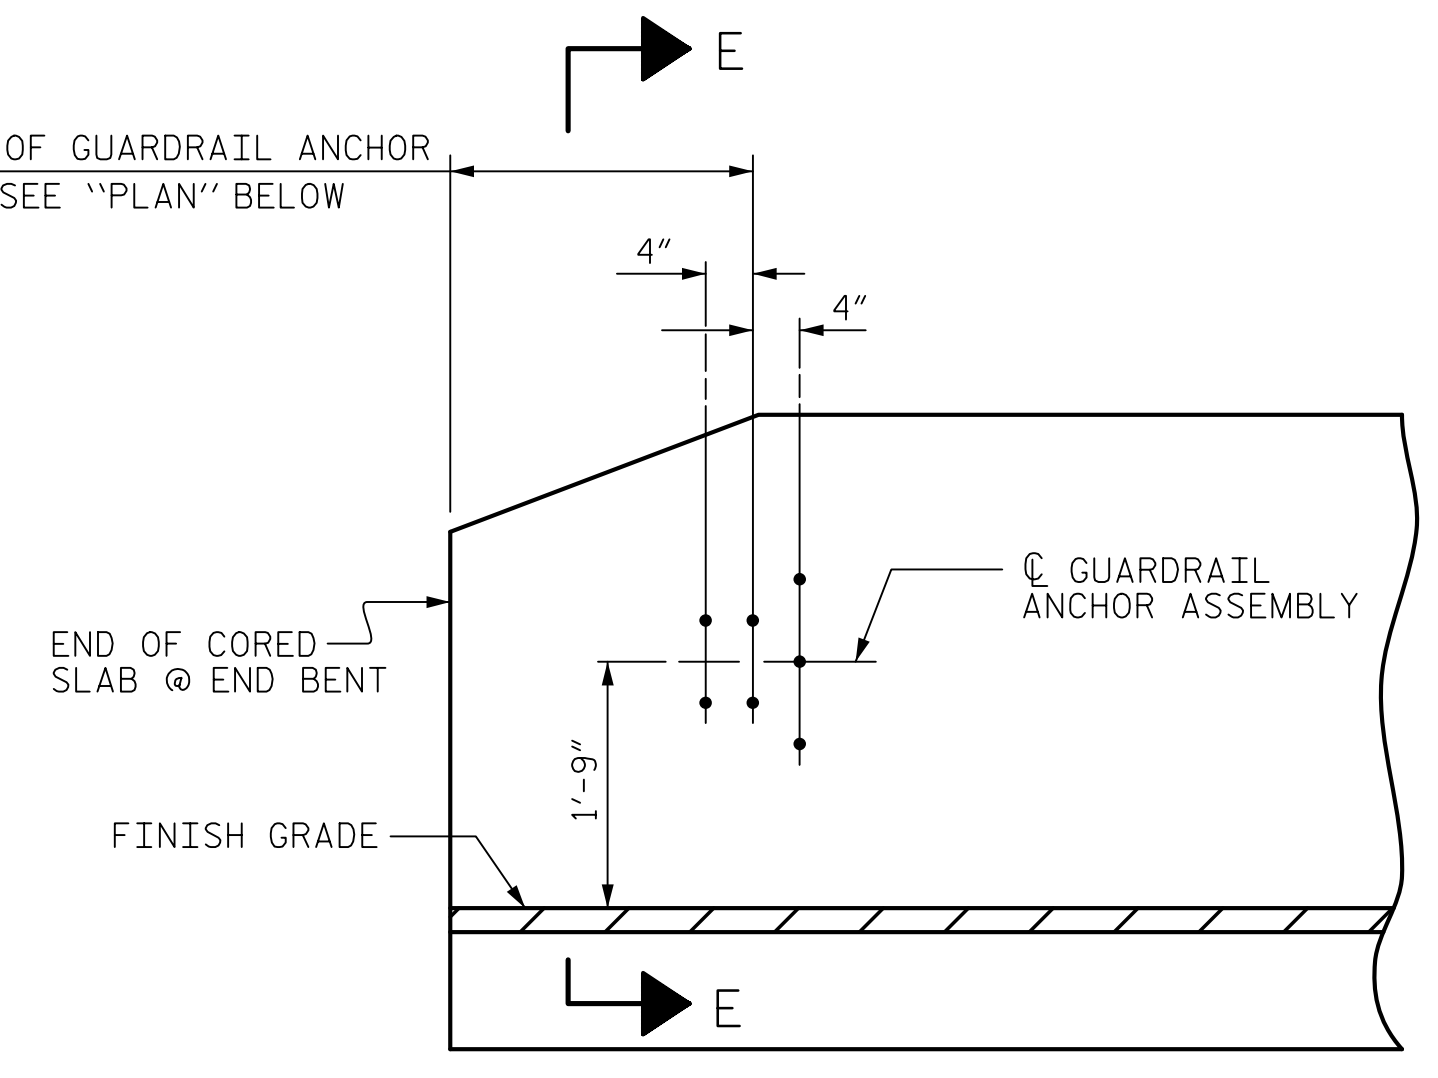 E
OF GUARDRAIL ANCHOR
SEE "PLAN" BELOW
4"
4"
℄ GUARDRAIL
ANCHOR ASSEMBLY
END OF CORED
SLAB @ END BENT
1'-9"
FINISH GRADE
E